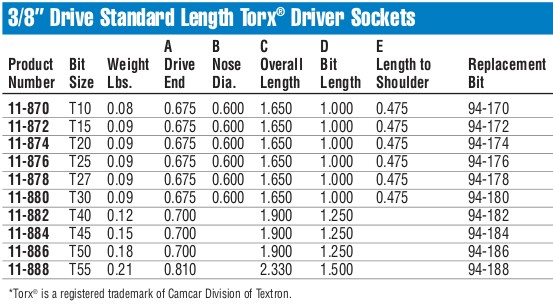 3/8" Drive Standard Length Torx® Driver Sockets
A B C D E
Product Bit Weight Drive Nose Overall Bit Length to Replacement
Number Size Lbs. End Dia. Length Length Shoulder Bit
11-870 T10 0.08 0.675 0.600 1.650 1.000 0.475 94-170
11-872 T15 0.09 0.675 0.600 1.650 1.000 0.475 94-172
11-874 T20 0.09 0.675 0.600 1.650 1.000 0.475 94-174
11-876 T25 0.09 0.675 0.600 1.650 1.000 0.475 94-176
11-878 T27 0.09 0.675 0.600 1.650 1.000 0.475 94-178
11-880 T30 0.09 0.675 0.600 1.650 1.000 0.475 94-180
11-882 T40 0.12 0.700 1.900 1.250 94-182
11-884 T45 0.15 0.700 1.900 1.250 94-184
11-886 T50 0.18 0.700 1.900 1.250 94-186
11-888 T55 0.21 0.810 2.330 1.500 94-188
*Torx® is a registered trademark of Camcar Division of Textron.